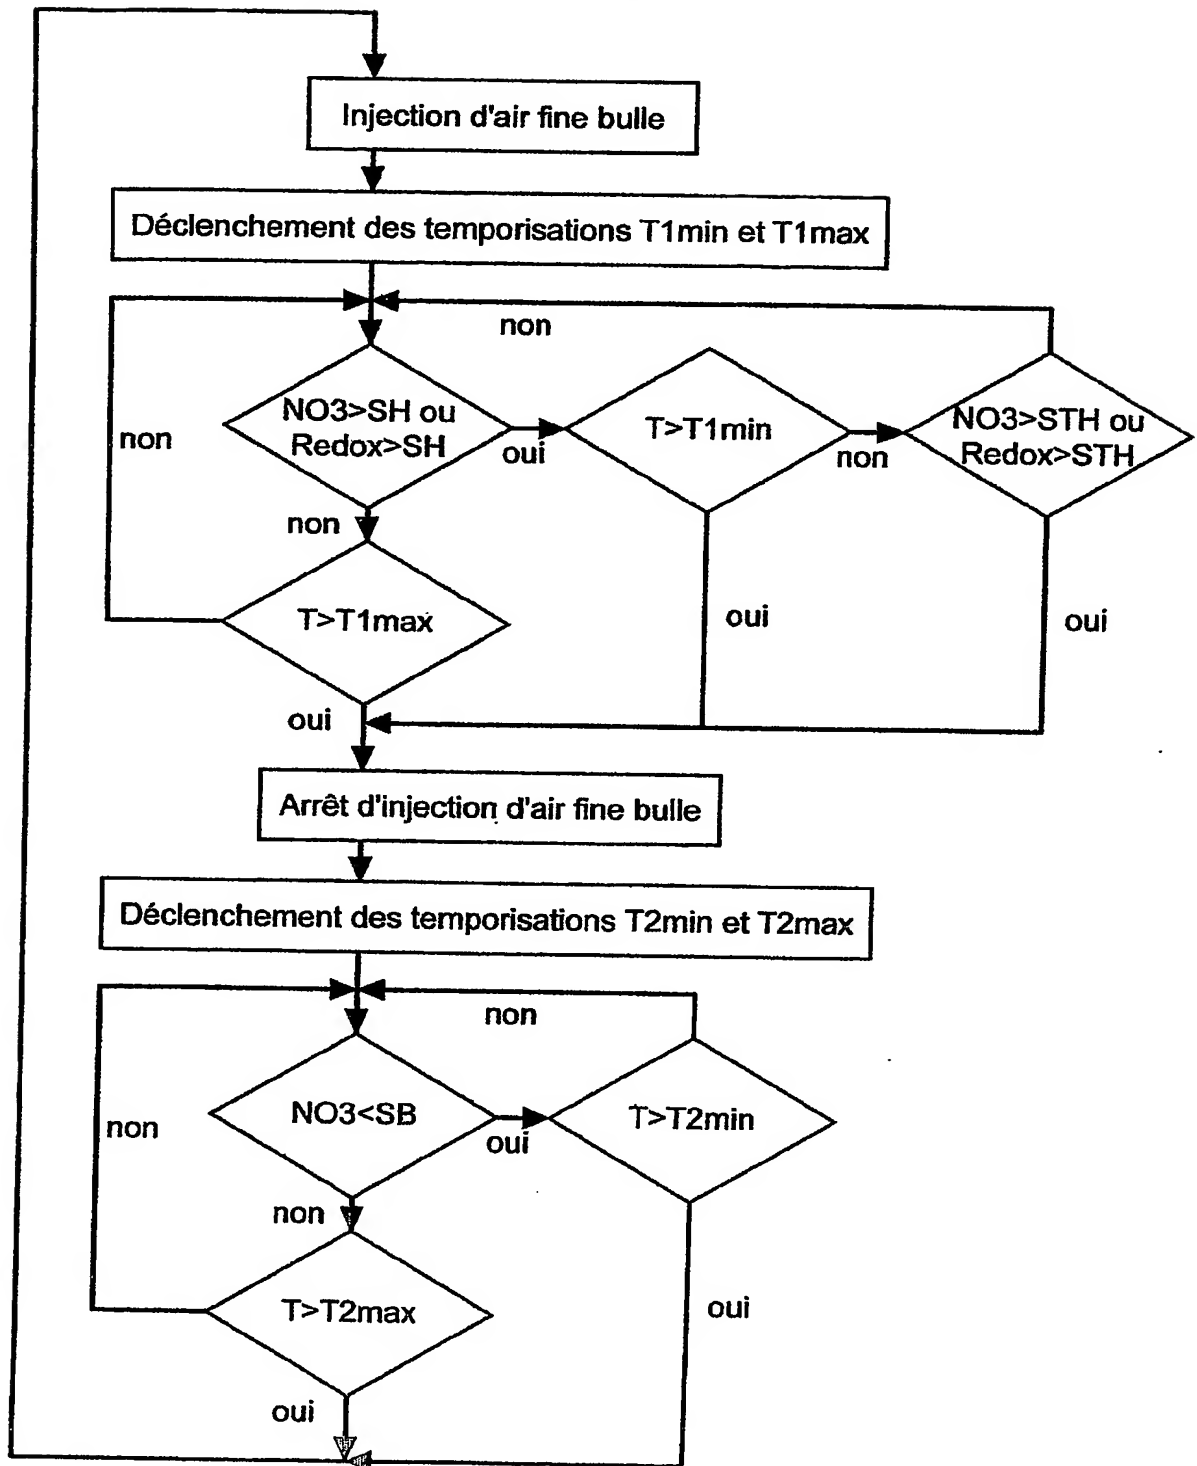 Injection d'air fine bulle
Déclenchement des temporisations T1min et T1max
non
NO3>SH ou
Redox>SH
oui
T>T1min
non
NO3>STH ou
Redox>STH
non
non
T>T1max
oui
oui
oui
Arrêt d'injection d'air fine bulle
Déclenchement des temporisations T2min et T2max
non
NO3<SB
oui
T>T2min
non
non
T>T2max
oui
oui